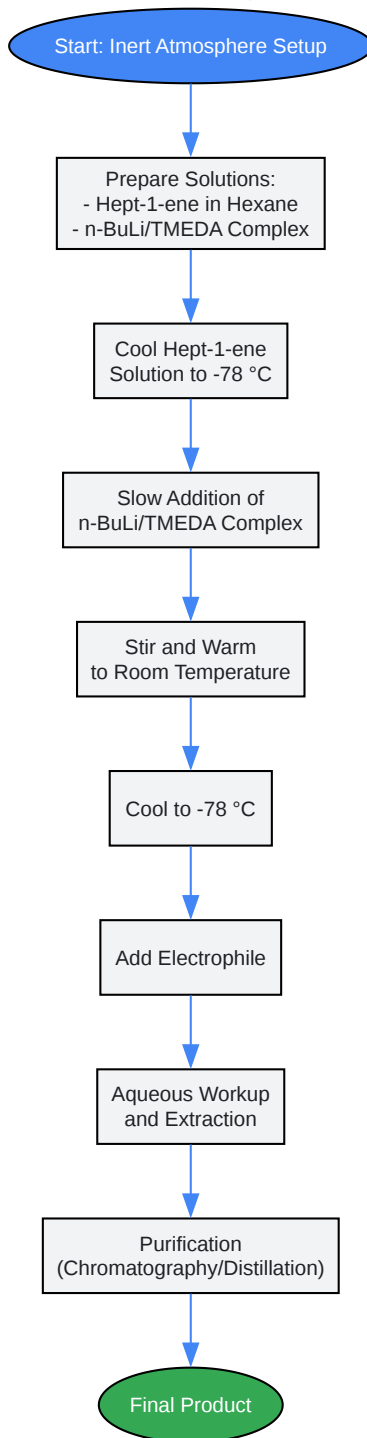 Start: Inert Atmosphere Setup
Prepare Solutions:
- Hept-1-ene in Hexane
- n-BuLi/TMEDA Complex
Cool Hept-1-ene
Solution to -78 °C
Slow Addition of
n-BuLi/TMEDA Complex
Stir and Warm
to Room Temperature
Cool to -78 °C
Add Electrophile
Aqueous Workup
and Extraction
Purification
(Chromatography/Distillation)
Final Product